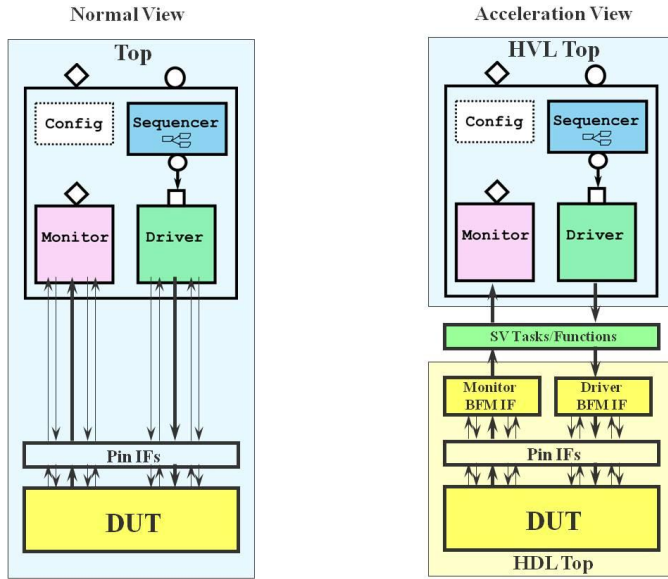 Normal View
Top
Config
Sequencer
Monitor
Driver
Pin IFs
DUT
Acceleration View
HVL Top
Config
Sequencer
Monitor
Driver
SV Tasks/Functions
Monitor
BFM IF
Driver
BFM IF
Pin IFs
DUT
HDL Top